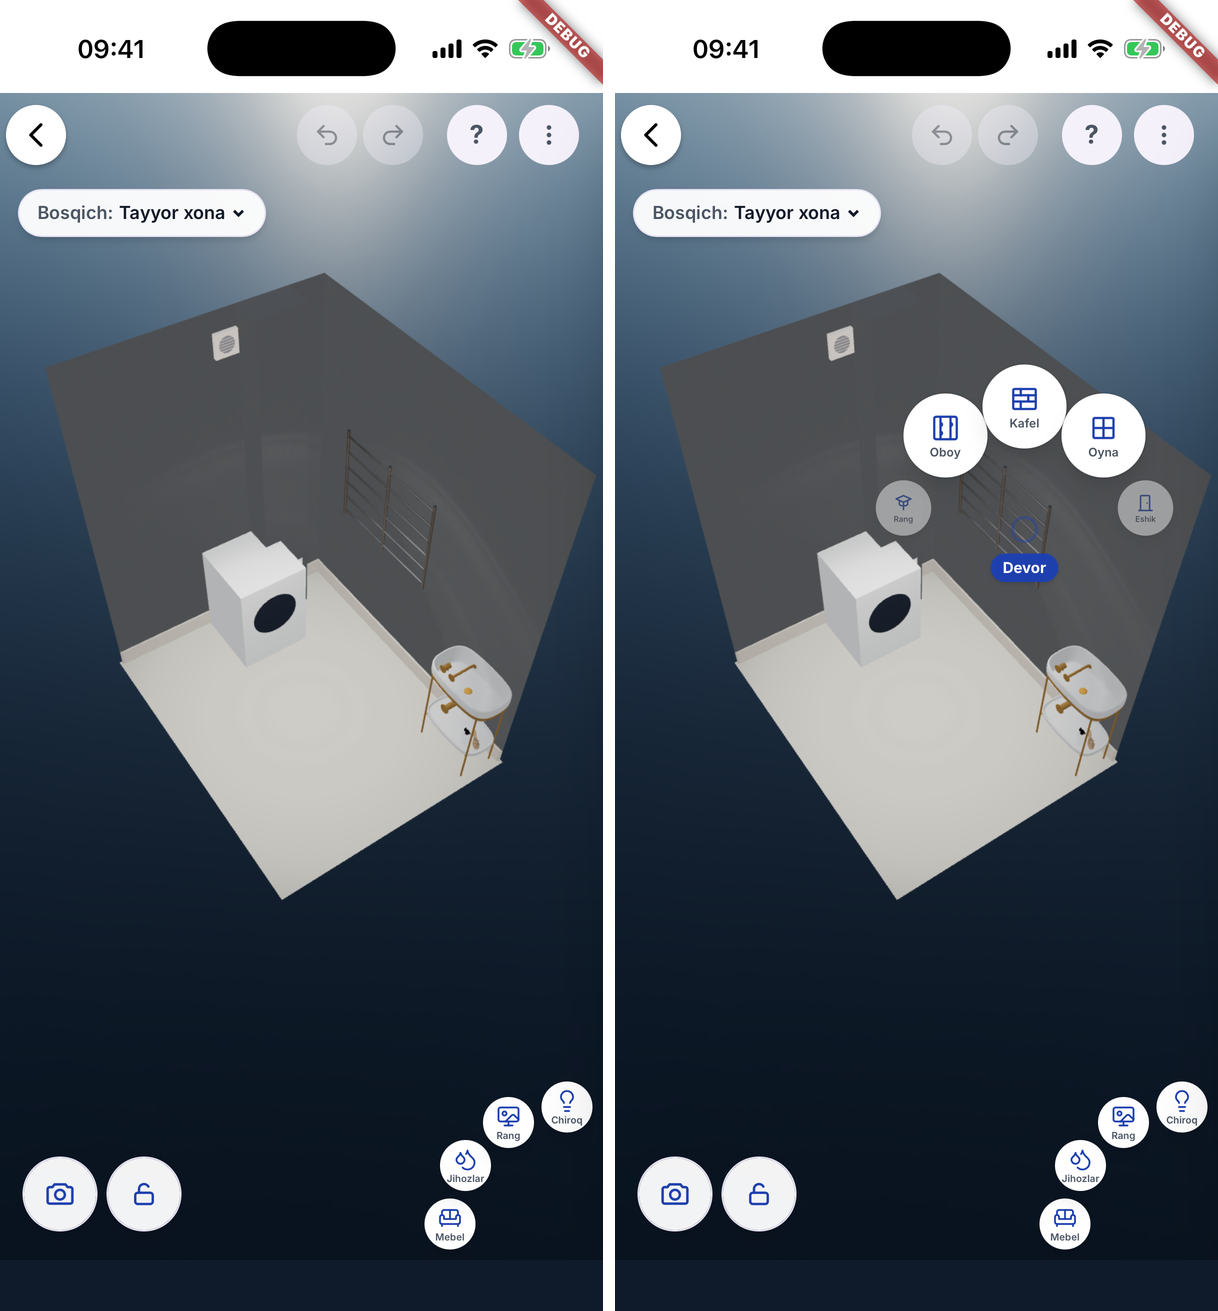 09:41
DEBUG
?
Bosqich: Tayyor xona
Chiroq
Rang
Jihozlar
Mebel
09:41
DEBUG
?
Bosqich: Tayyor xona
Kafel
Oboy
Oyna
Rang
Eshik
Devor
Chiroq
Rang
Jihozlar
Mebel